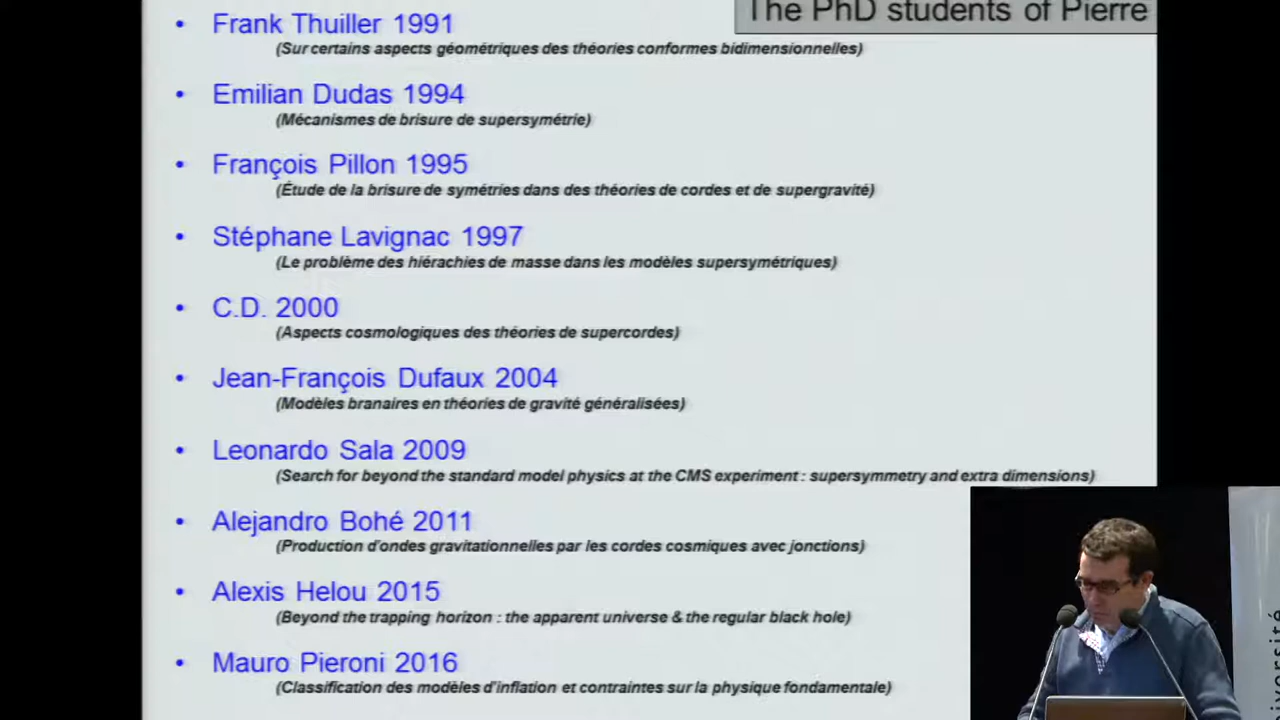 The PhD students of Pierre
• Frank Thuiller 1991
(Sur certains aspects géométriques des théories conformes bidimensionnelles)
• Emilian Dudas 1994
(Mécanismes de brisure de supersymétrie)
• François Pillon 1995
(Étude de la brisure de symétries dans des théories de cordes et de supergravité)
• Stéphane Lavignac 1997
(Le problème des hiérachies de masse dans les modèles supersymétriques)
• C.D. 2000
(Aspects cosmologiques des théories de supercordes)
• Jean-François Dufaux 2004
(Modèles branaires en théories de gravité généralisées)
• Leonardo Sala 2009
(Search for beyond the standard model physics at the CMS experiment : supersymmetry and extra dimensions)
• Alejandro Bohé 2011
(Production d'ondes gravitationnelles par les cordes cosmiques avec jonctions)
• Alexis Helou 2015
(Beyond the trapping horizon : the apparent universe & the regular black hole)
• Mauro Pieroni 2016
(Classification des modèles d'inflation et contraintes sur la physique fondamentale)
iversité